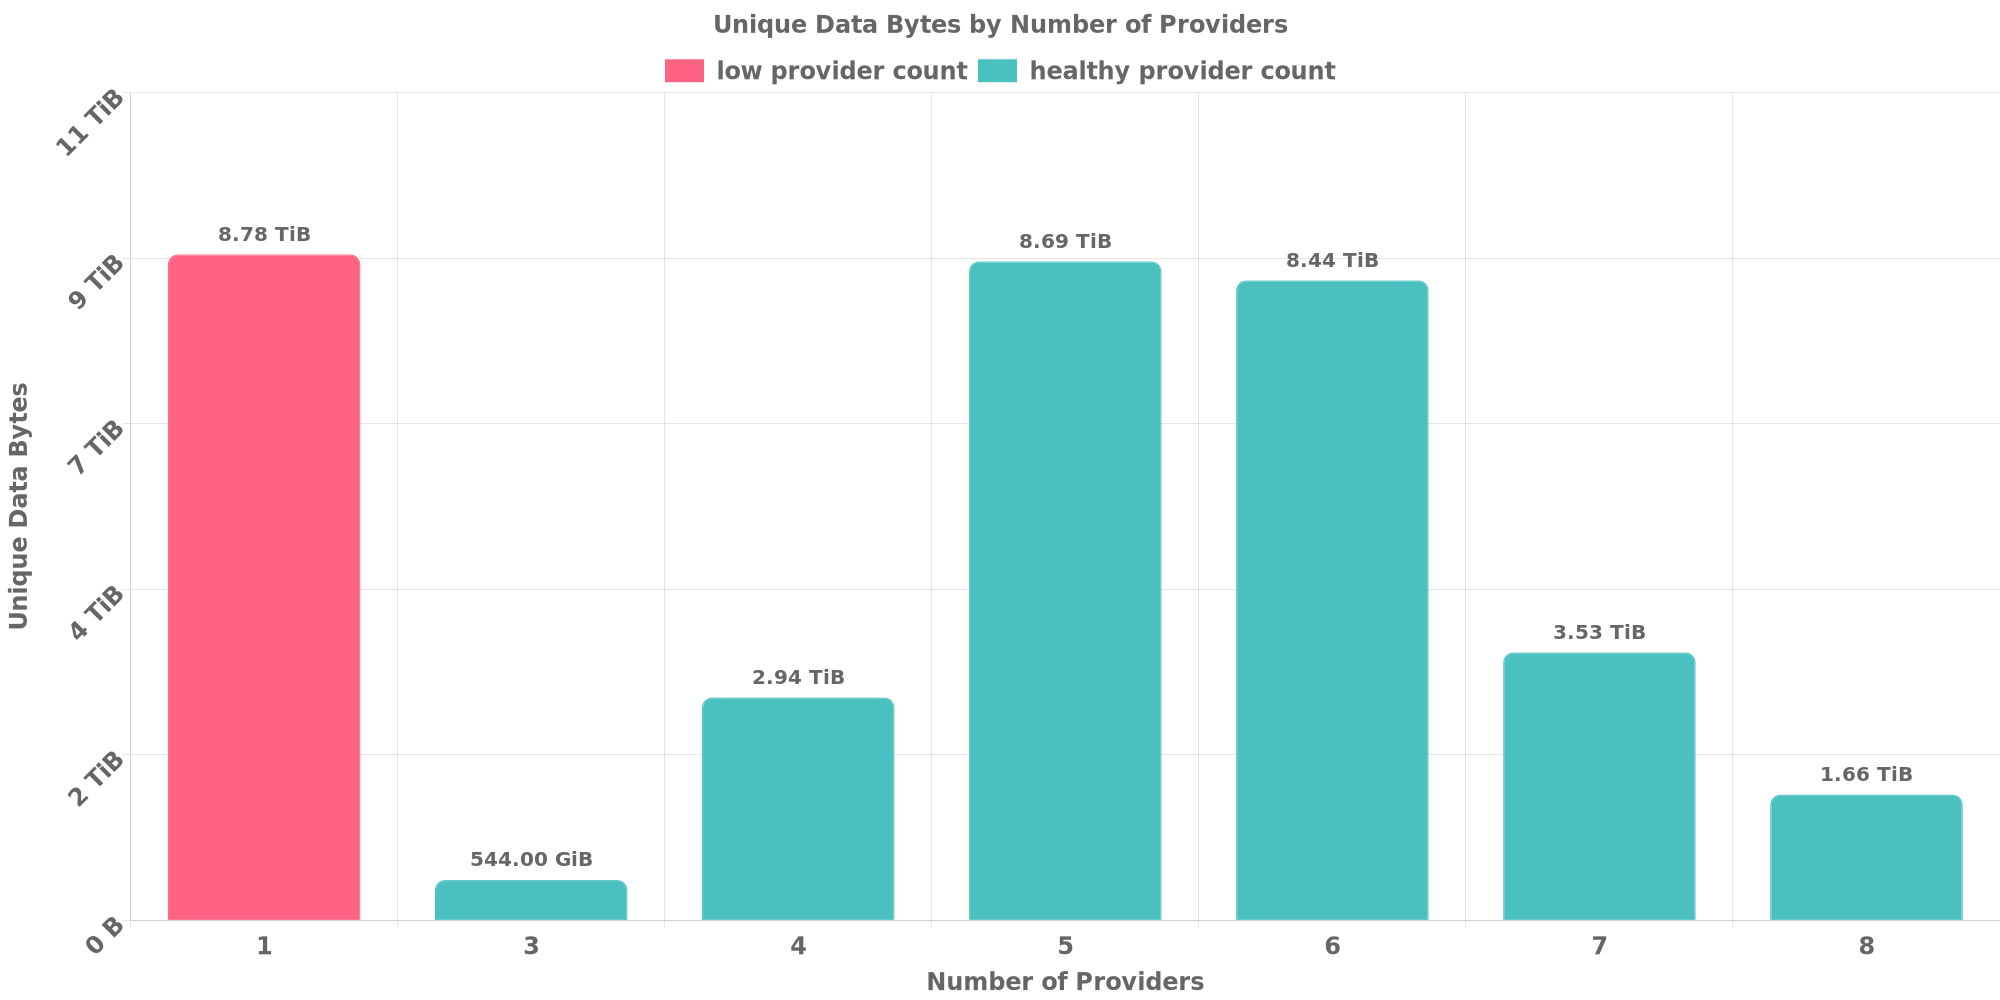 Unique Data Bytes by Number of Providers
low provider count healthy provider count
11 TiB
9 TiB
7 TiB
4 TiB
2 TiB
0 B
Unique Data Bytes
8.78 TiB
544.00 GiB
2.94 TiB
8.69 TiB
8.44 TiB
3.53 TiB
1.66 TiB
1 3 4 5 6 7 8
Number of Providers